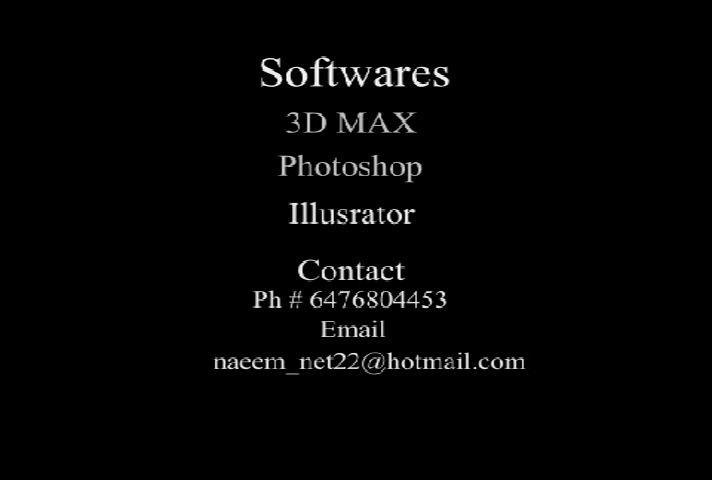 Softwares
3D MAX
Photoshop
Illusrator
Contact
Ph # 6476804453
Email
naeem_net22@hotmail.com